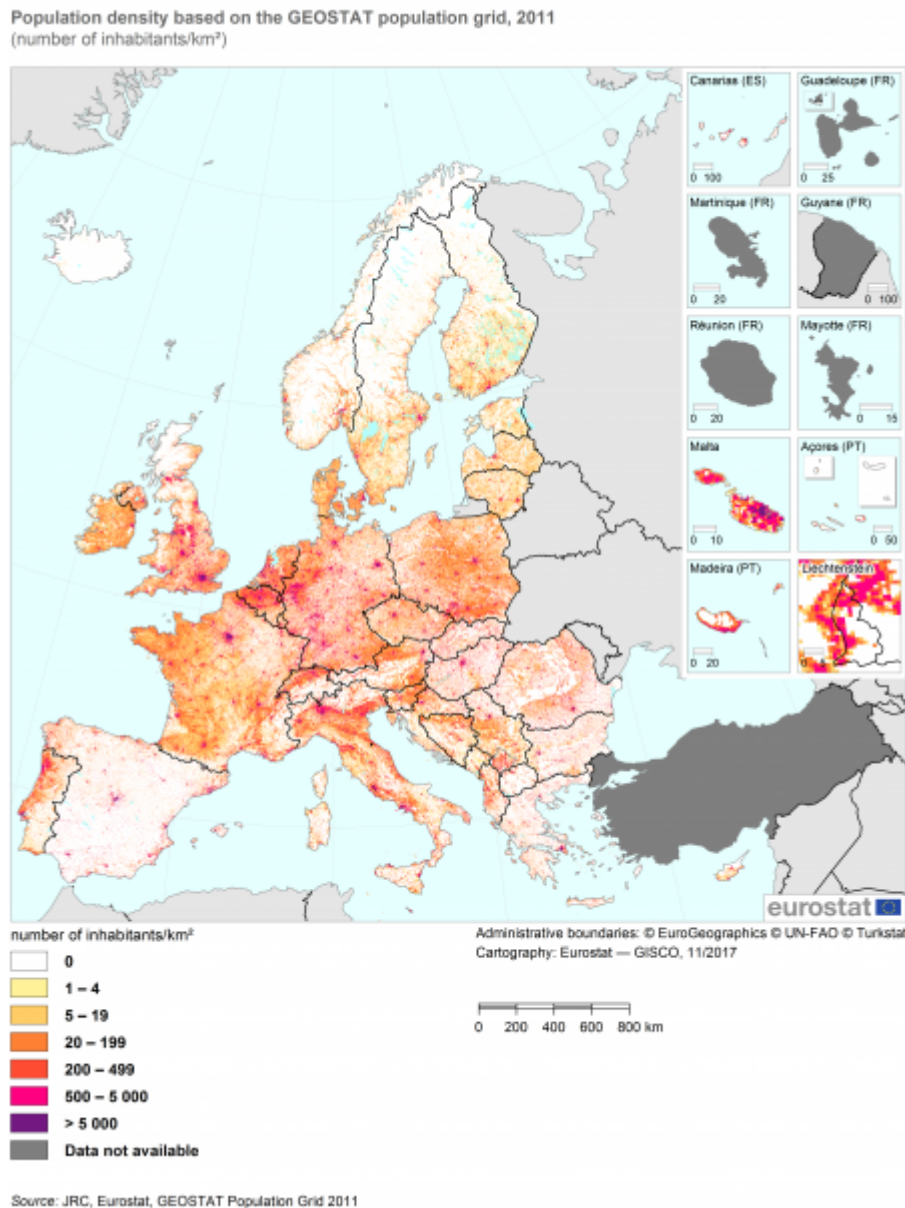 Population density based on the GEOSTAT population grid, 2011
(number of inhabitants/km²)
Canarias (ES)
0 100
Guadeloupe (FR)
0 25
Martinique (FR)
0 20
Guyane (FR)
0 100
Réunion (FR)
0 20
Mayotte (FR)
0 15
Malta
0 10
Açores (PT)
0 50
Madeira (PT)
0 20
Liechtenstein
eurostat
number of inhabitants/km²
0
1 – 4
5 – 19
20 – 199
200 – 499
500 – 5 000
> 5 000
Data not available
Administrative boundaries: © EuroGeographics © UN-FAO © Turkstat
Cartography: Eurostat — GISCO, 11/2017
0 200 400 600 800 km
Source: JRC, Eurostat, GEOSTAT Population Grid 2011